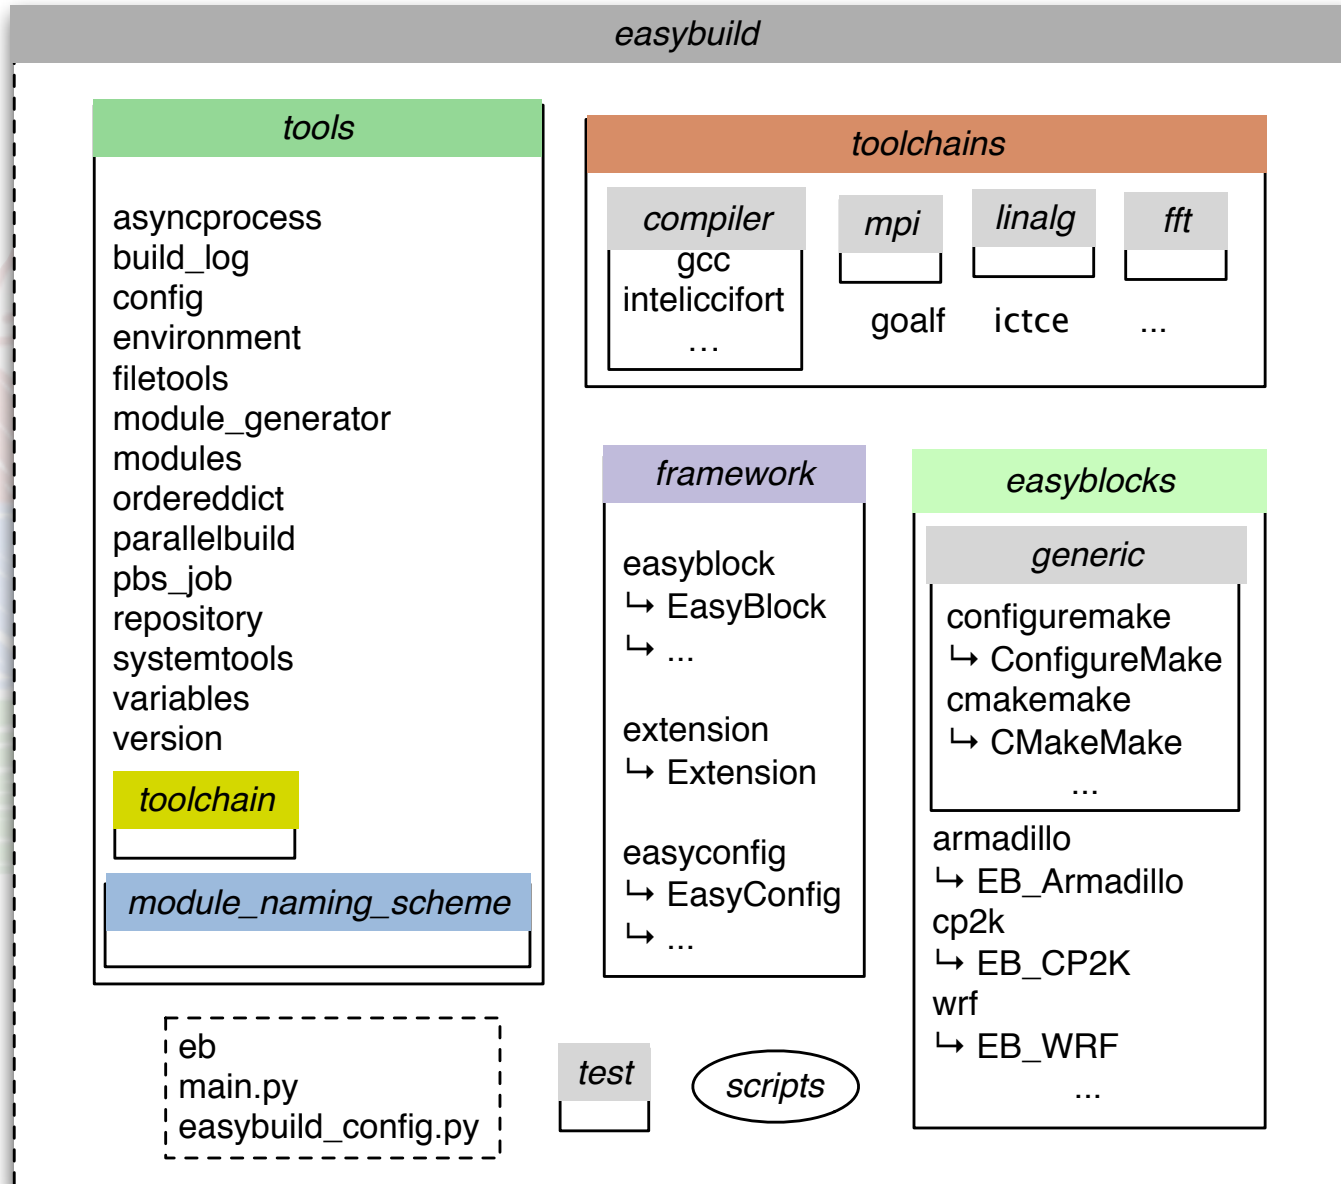 easybuild
tools
asyncprocess
build_log
config
environment
filetools
module_generator
modules
ordereddict
parallelbuild
pbs_job
repository
systemtools
variables
version
toolchain
module_naming_scheme
toolchains
compiler
gcc
inteliccifort
...
mpi
linalg
fft
goalf
ictce
...
framework
easyblock
↳ EasyBlock
↳ ...
extension
↳ Extension
easyconfig
↳ EasyConfig
↳ ...
easyblocks
generic
configuremake
↳ ConfigureMake
cmakemake
↳ CMakeMake
...
armadillo
↳ EB_Armadillo
cp2k
↳ EB_CP2K
wrf
↳ EB_WRF
...
eb
main.py
easybuild_config.py
test
scripts